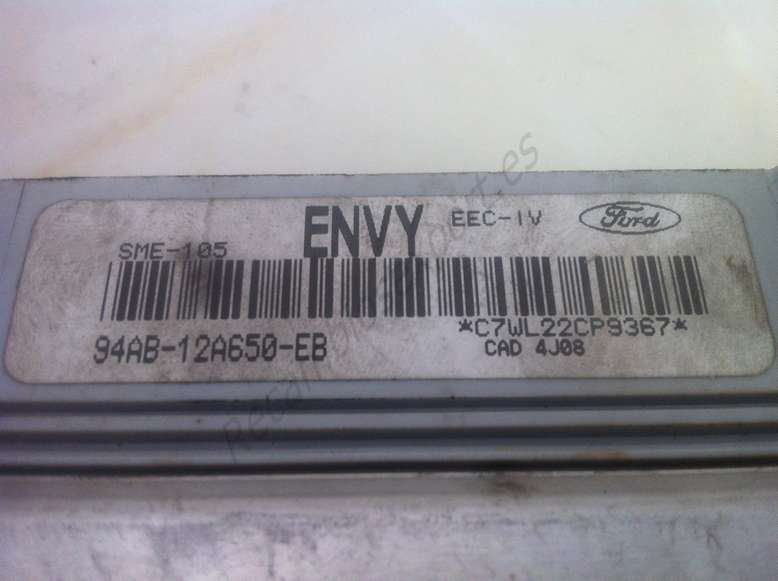 ENVY EEC-IV Ford
SME-105
*C7WL22CP9367*
94AB-12A650-EB
CAD 4J08